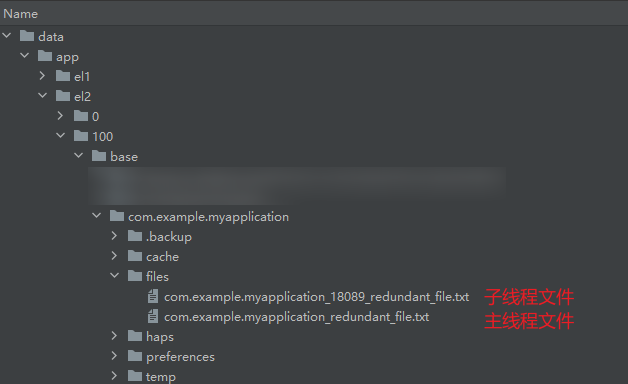 Name
data
app
el1
el2
0
100
base
com.example.myapplication
.backup
cache
files
com.example.myapplication_18089_redundant_file.txt 子线程文件
com.example.myapplication_redundant_file.txt 主线程文件
haps
preferences
temp